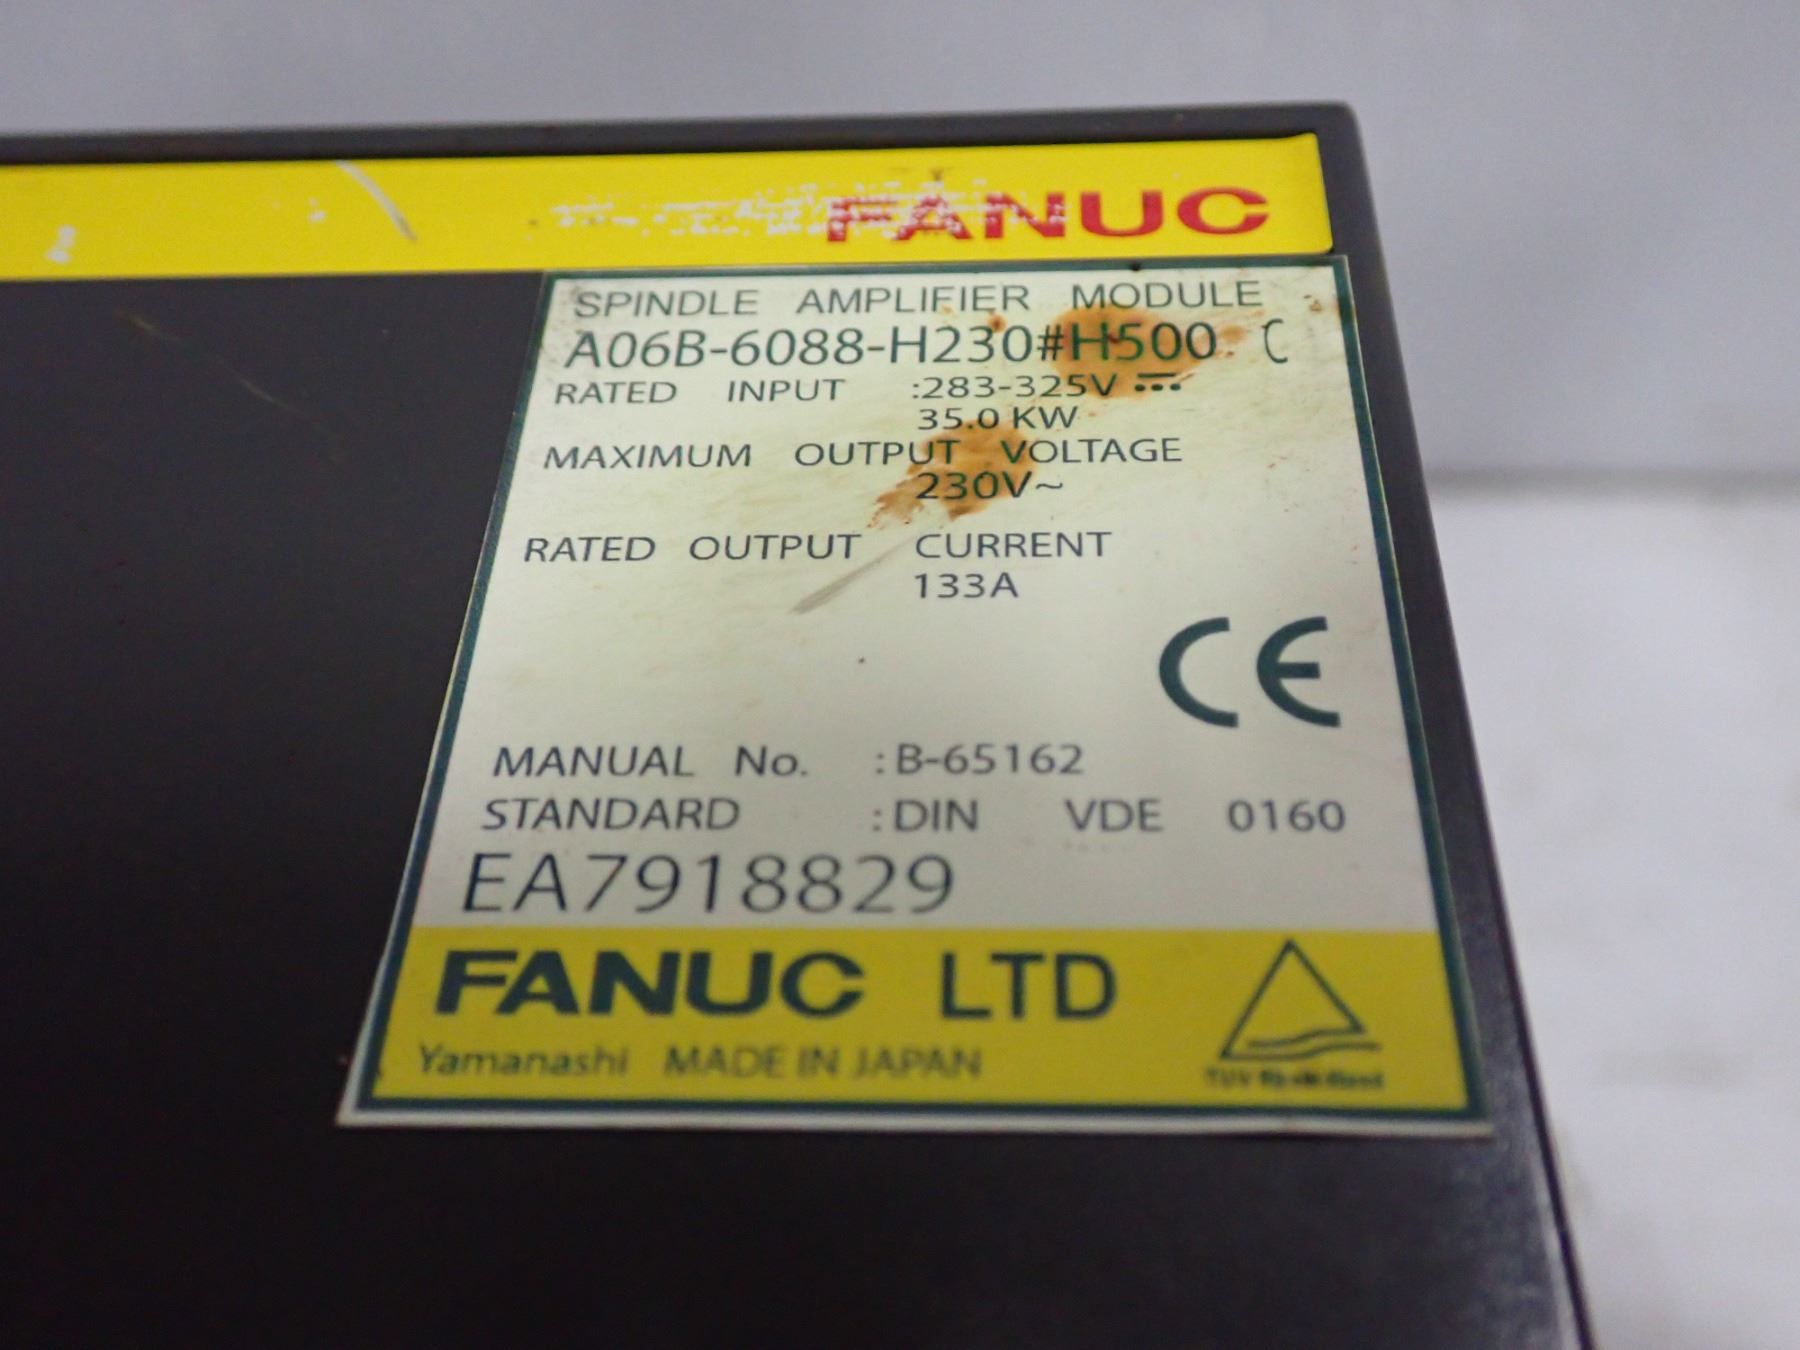 FANUC
SPINDLE AMPLIFIER MODULE
A06B-6088-H230#H500 C
RATED INPUT :283-325V ⎓
35.0 KW
MAXIMUM OUTPUT VOLTAGE
230V~
RATED OUTPUT CURRENT
133A
CE
MANUAL No. :B-65162
STANDARD :DIN VDE 0160
EA7918829
FANUC LTD
Yamanashi MADE IN JAPAN
TUV